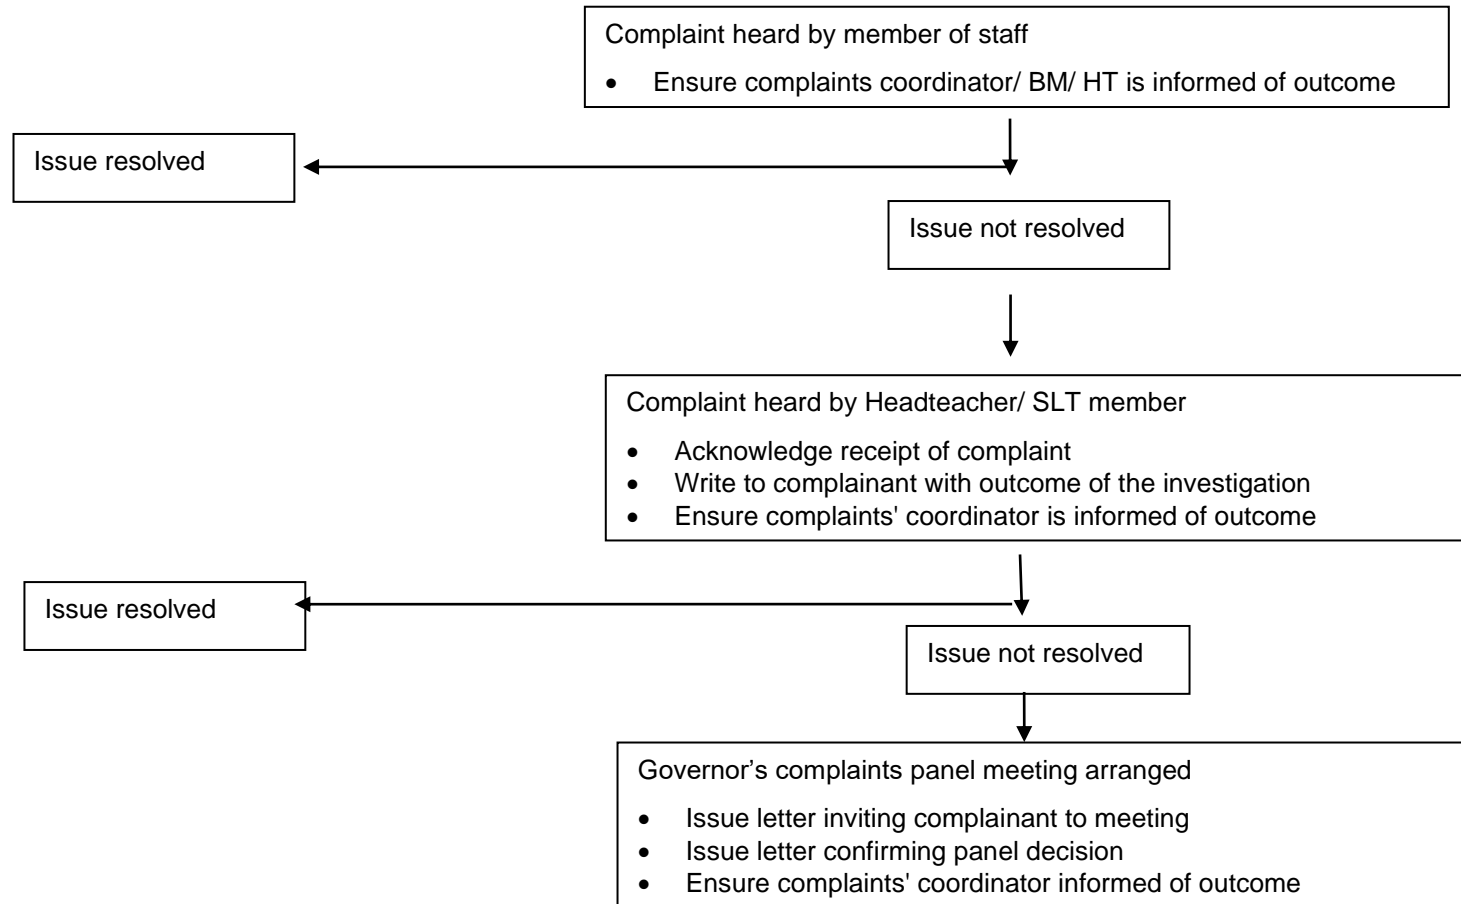 Complaint heard by member of staff
• Ensure complaints coordinator/ BM/ HT is informed of outcome
Issue resolved
Issue not resolved
Complaint heard by Headteacher/ SLT member
• Acknowledge receipt of complaint
• Write to complainant with outcome of the investigation
• Ensure complaints' coordinator is informed of outcome
Issue resolved
Issue not resolved
Governor’s complaints panel meeting arranged
• Issue letter inviting complainant to meeting
• Issue letter confirming panel decision
• Ensure complaints' coordinator informed of outcome